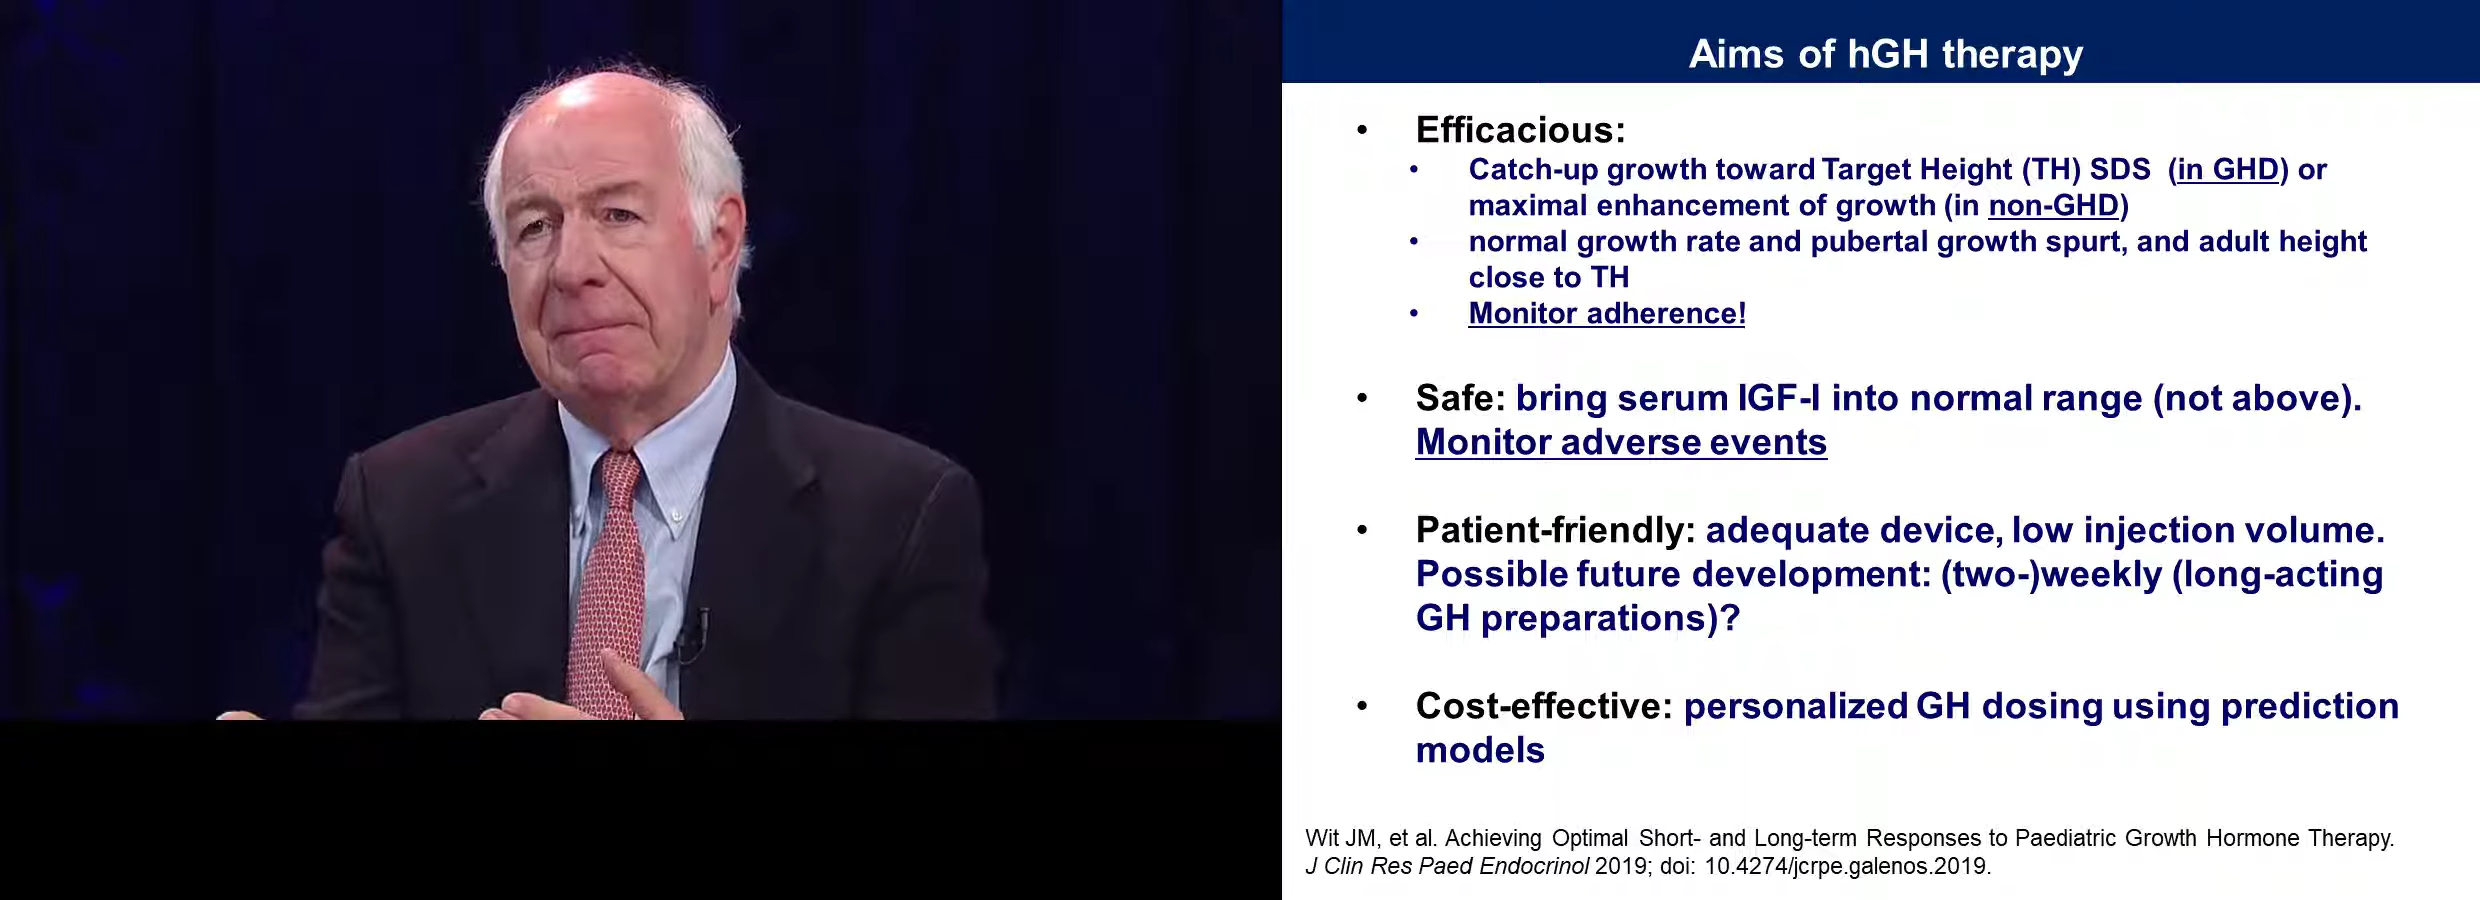 Aims of hGH therapy
• Efficacious:
• Catch-up growth toward Target Height (TH) SDS (in GHD) or
maximal enhancement of growth (in non-GHD)
• normal growth rate and pubertal growth spurt, and adult height
close to TH
• Monitor adherence!
• Safe: bring serum IGF-I into normal range (not above).
Monitor adverse events
• Patient-friendly: adequate device, low injection volume.
Possible future development: (two-)weekly (long-acting
GH preparations)?
• Cost-effective: personalized GH dosing using prediction
models
Wit JM, et al. Achieving Optimal Short- and Long-term Responses to Paediatric Growth Hormone Therapy.
J Clin Res Paed Endocrinol 2019; doi: 10.4274/jcrpe.galenos.2019.